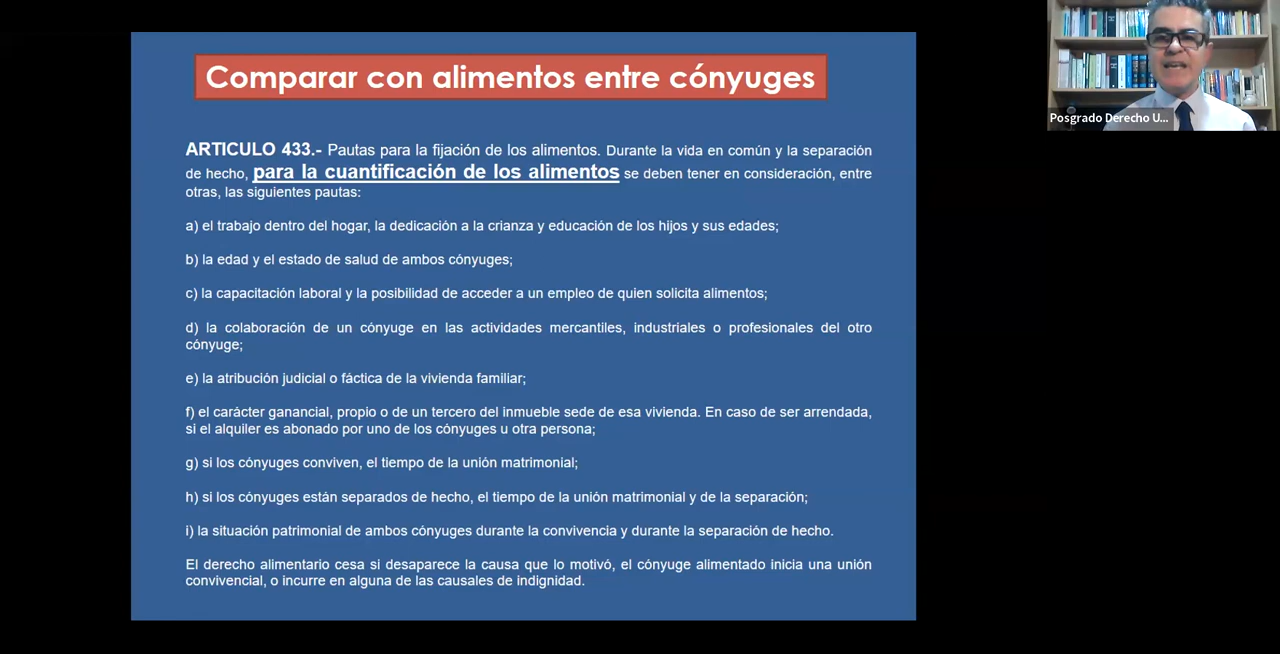 Comparar con alimentos entre cónyuges
Posgrado Derecho U...
ARTICULO 433.- Pautas para la fijación de los alimentos. Durante la vida en común y la separación
de hecho, para la cuantificación de los alimentos se deben tener en consideración, entre
otras, las siguientes pautas:
a) el trabajo dentro del hogar, la dedicación a la crianza y educación de los hijos y sus edades;
b) la edad y el estado de salud de ambos cónyuges;
c) la capacitación laboral y la posibilidad de acceder a un empleo de quien solicita alimentos;
d) la colaboración de un cónyuge en las actividades mercantiles, industriales o profesionales del otro
cónyuge;
e) la atribución judicial o fáctica de la vivienda familiar;
f) el carácter ganancial, propio o de un tercero del inmueble sede de esa vivienda. En caso de ser arrendada,
si el alquiler es abonado por uno de los cónyuges u otra persona;
g) si los cónyuges conviven, el tiempo de la unión matrimonial;
h) si los cónyuges están separados de hecho, el tiempo de la unión matrimonial y de la separación;
i) la situación patrimonial de ambos cónyuges durante la convivencia y durante la separación de hecho.
El derecho alimentario cesa si desaparece la causa que lo motivó, el cónyuge alimentado inicia una unión
convivencial, o incurre en alguna de las causales de indignidad.